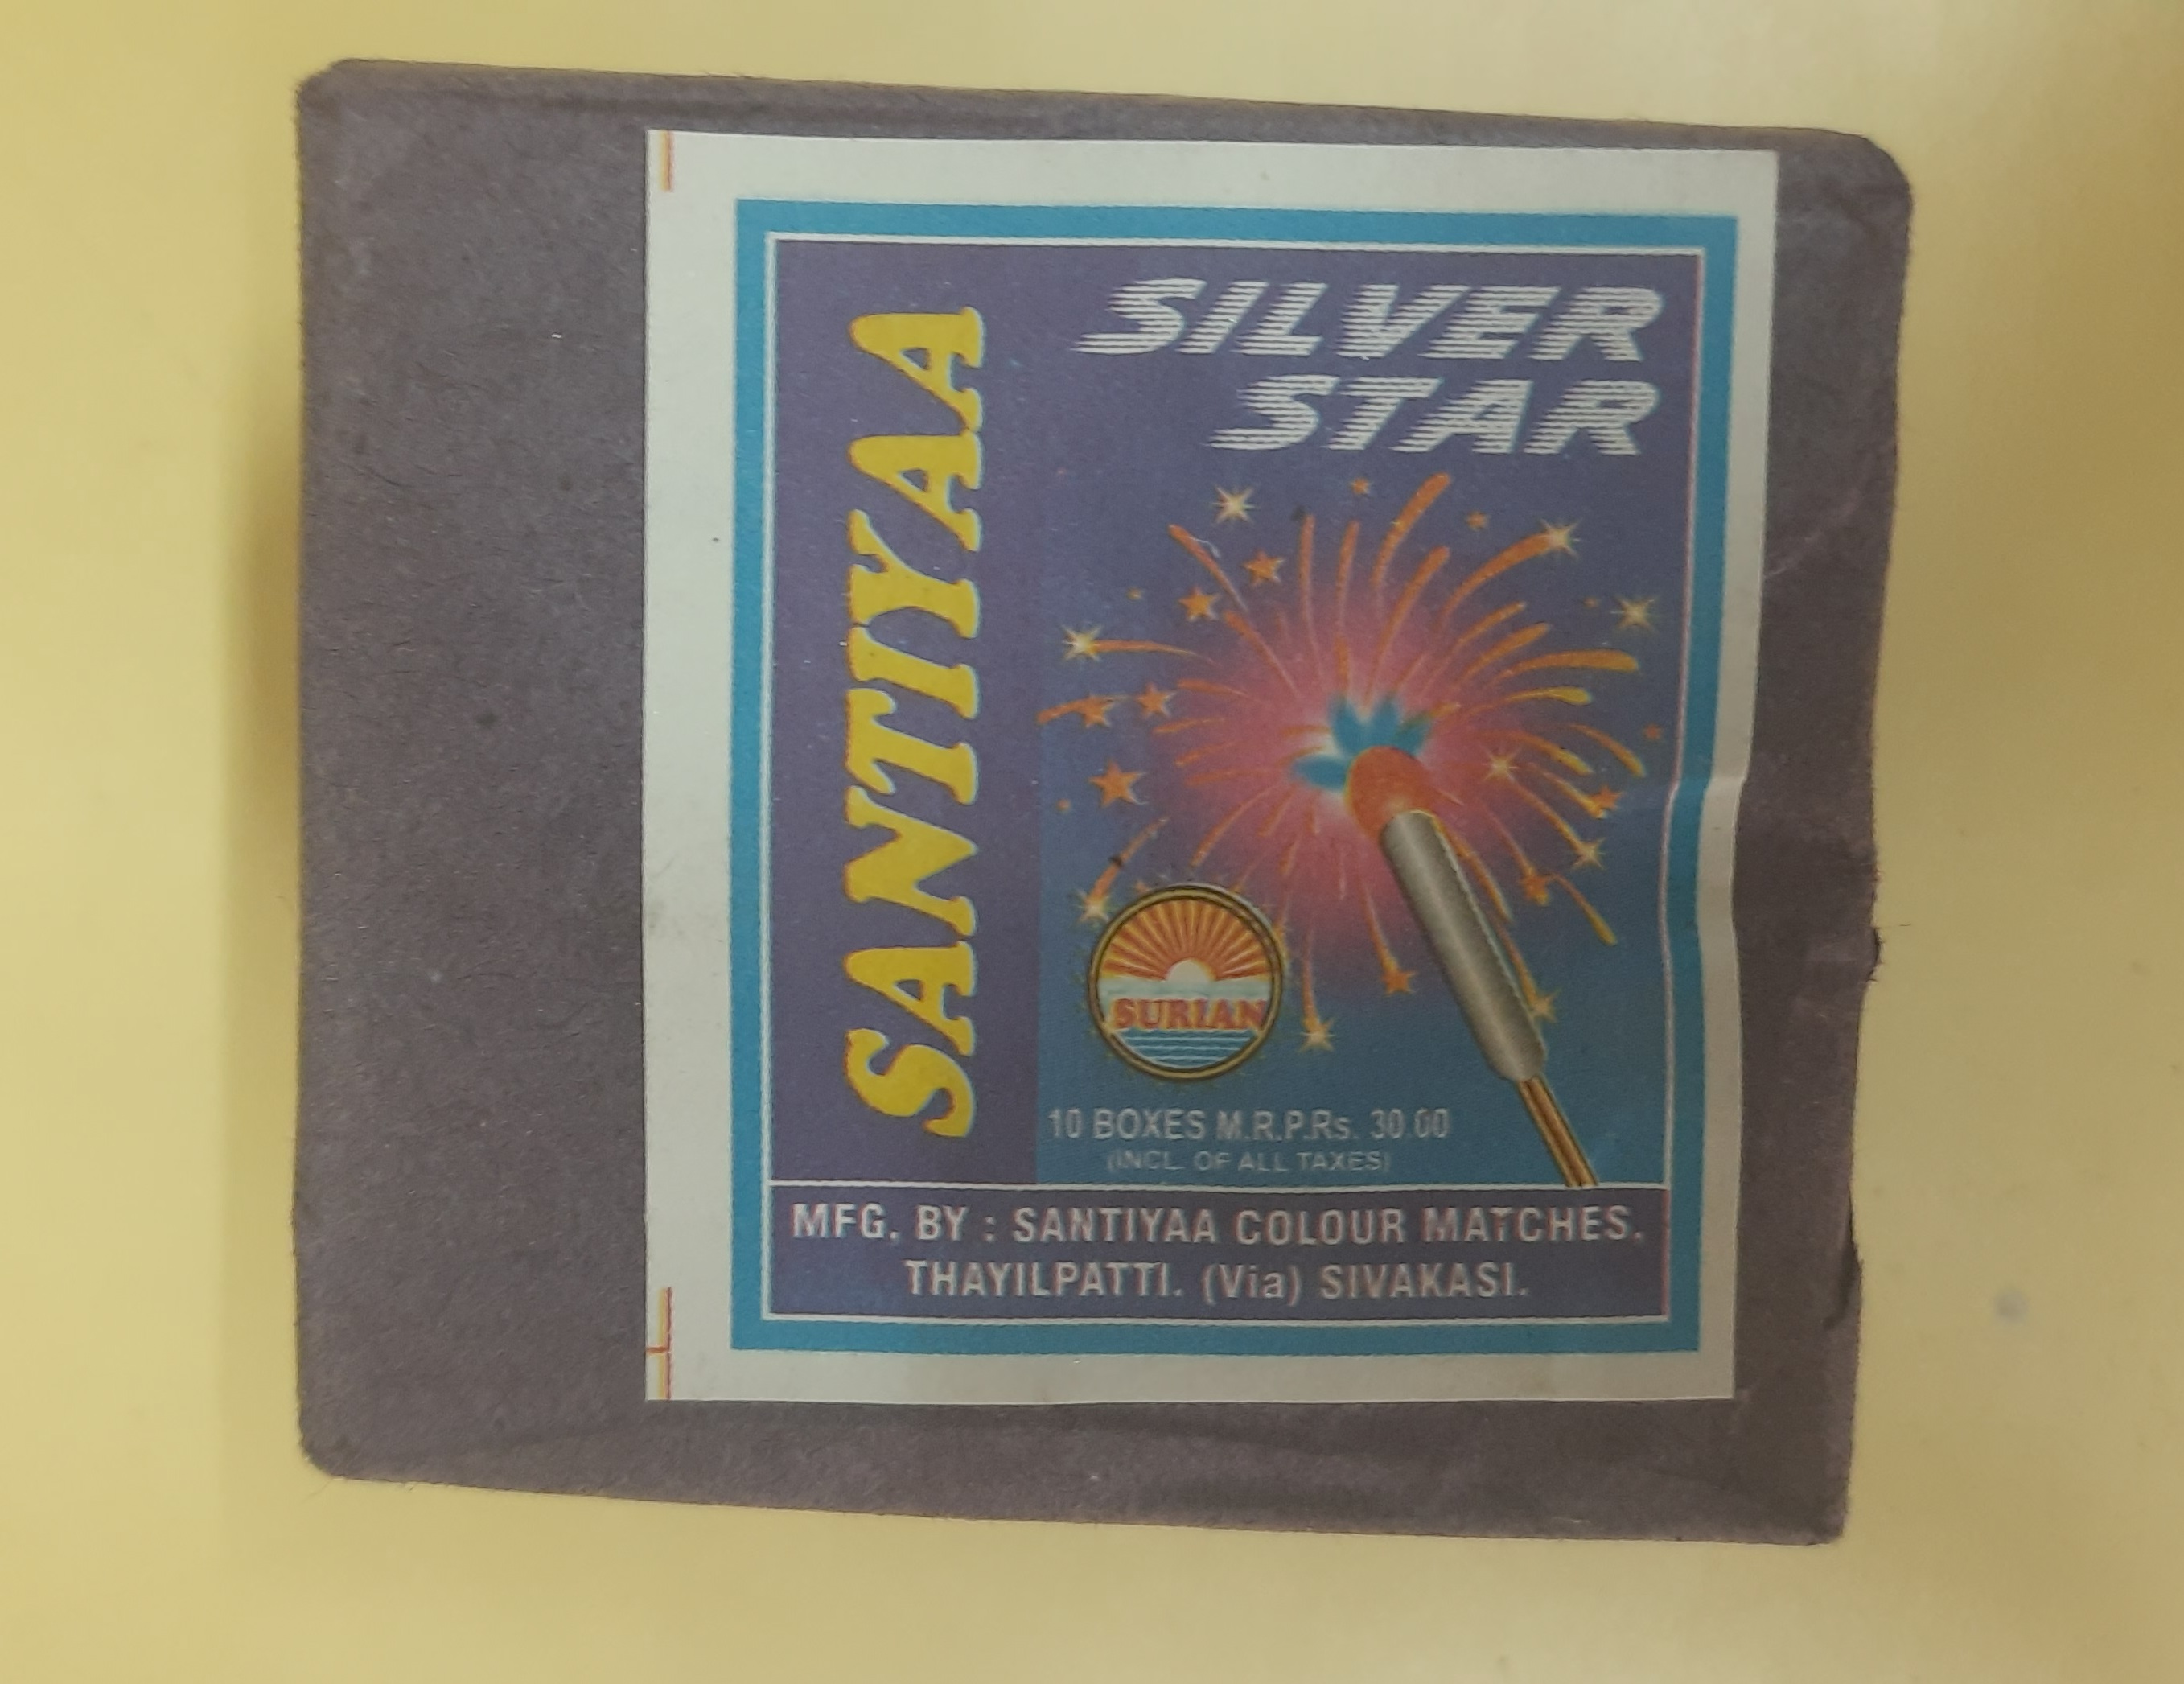 SANTIYAA
SILVER
STAR
SURIAN
10 BOXES M.R.P.Rs. 30.00
(INCL. OF ALL TAXES)
MFG. BY : SANTIYAA COLOUR MATCHES.
THAYILPATTI. (Via) SIVAKASI.